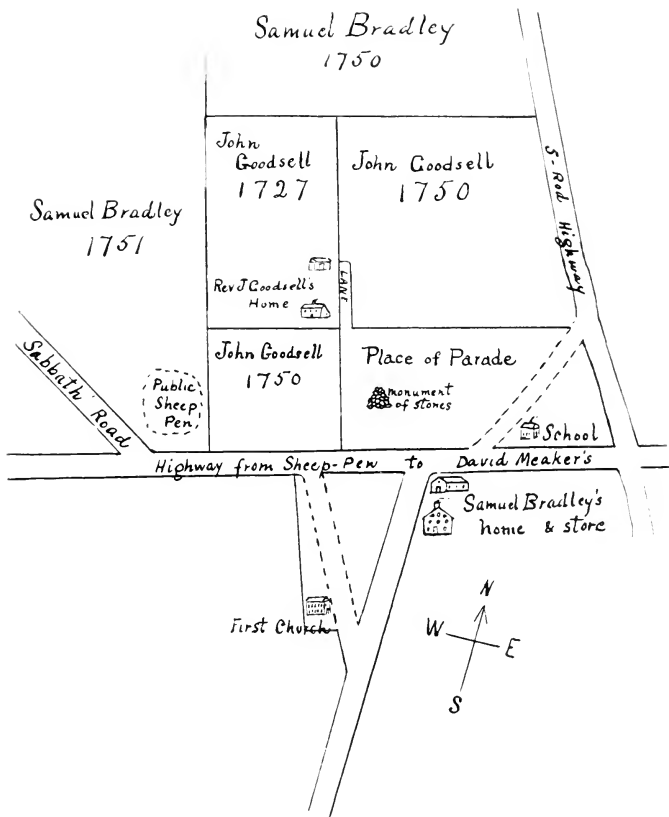 Samuel Bradley
1750
John
Goodsell
1727
John Goodsell
1750
5-Rod Highway
Samuel Bradley
1751
Rev J Goodsell's
Home
LANE
John Goodsell
1750
Place of Parade
monument
of stones
Public
Sheep
Pen
Sabbath Road
School
Highway from Sheep-Pen to David Meaker's
Samuel Bradley's
home & store
First Church
N
W
E
S